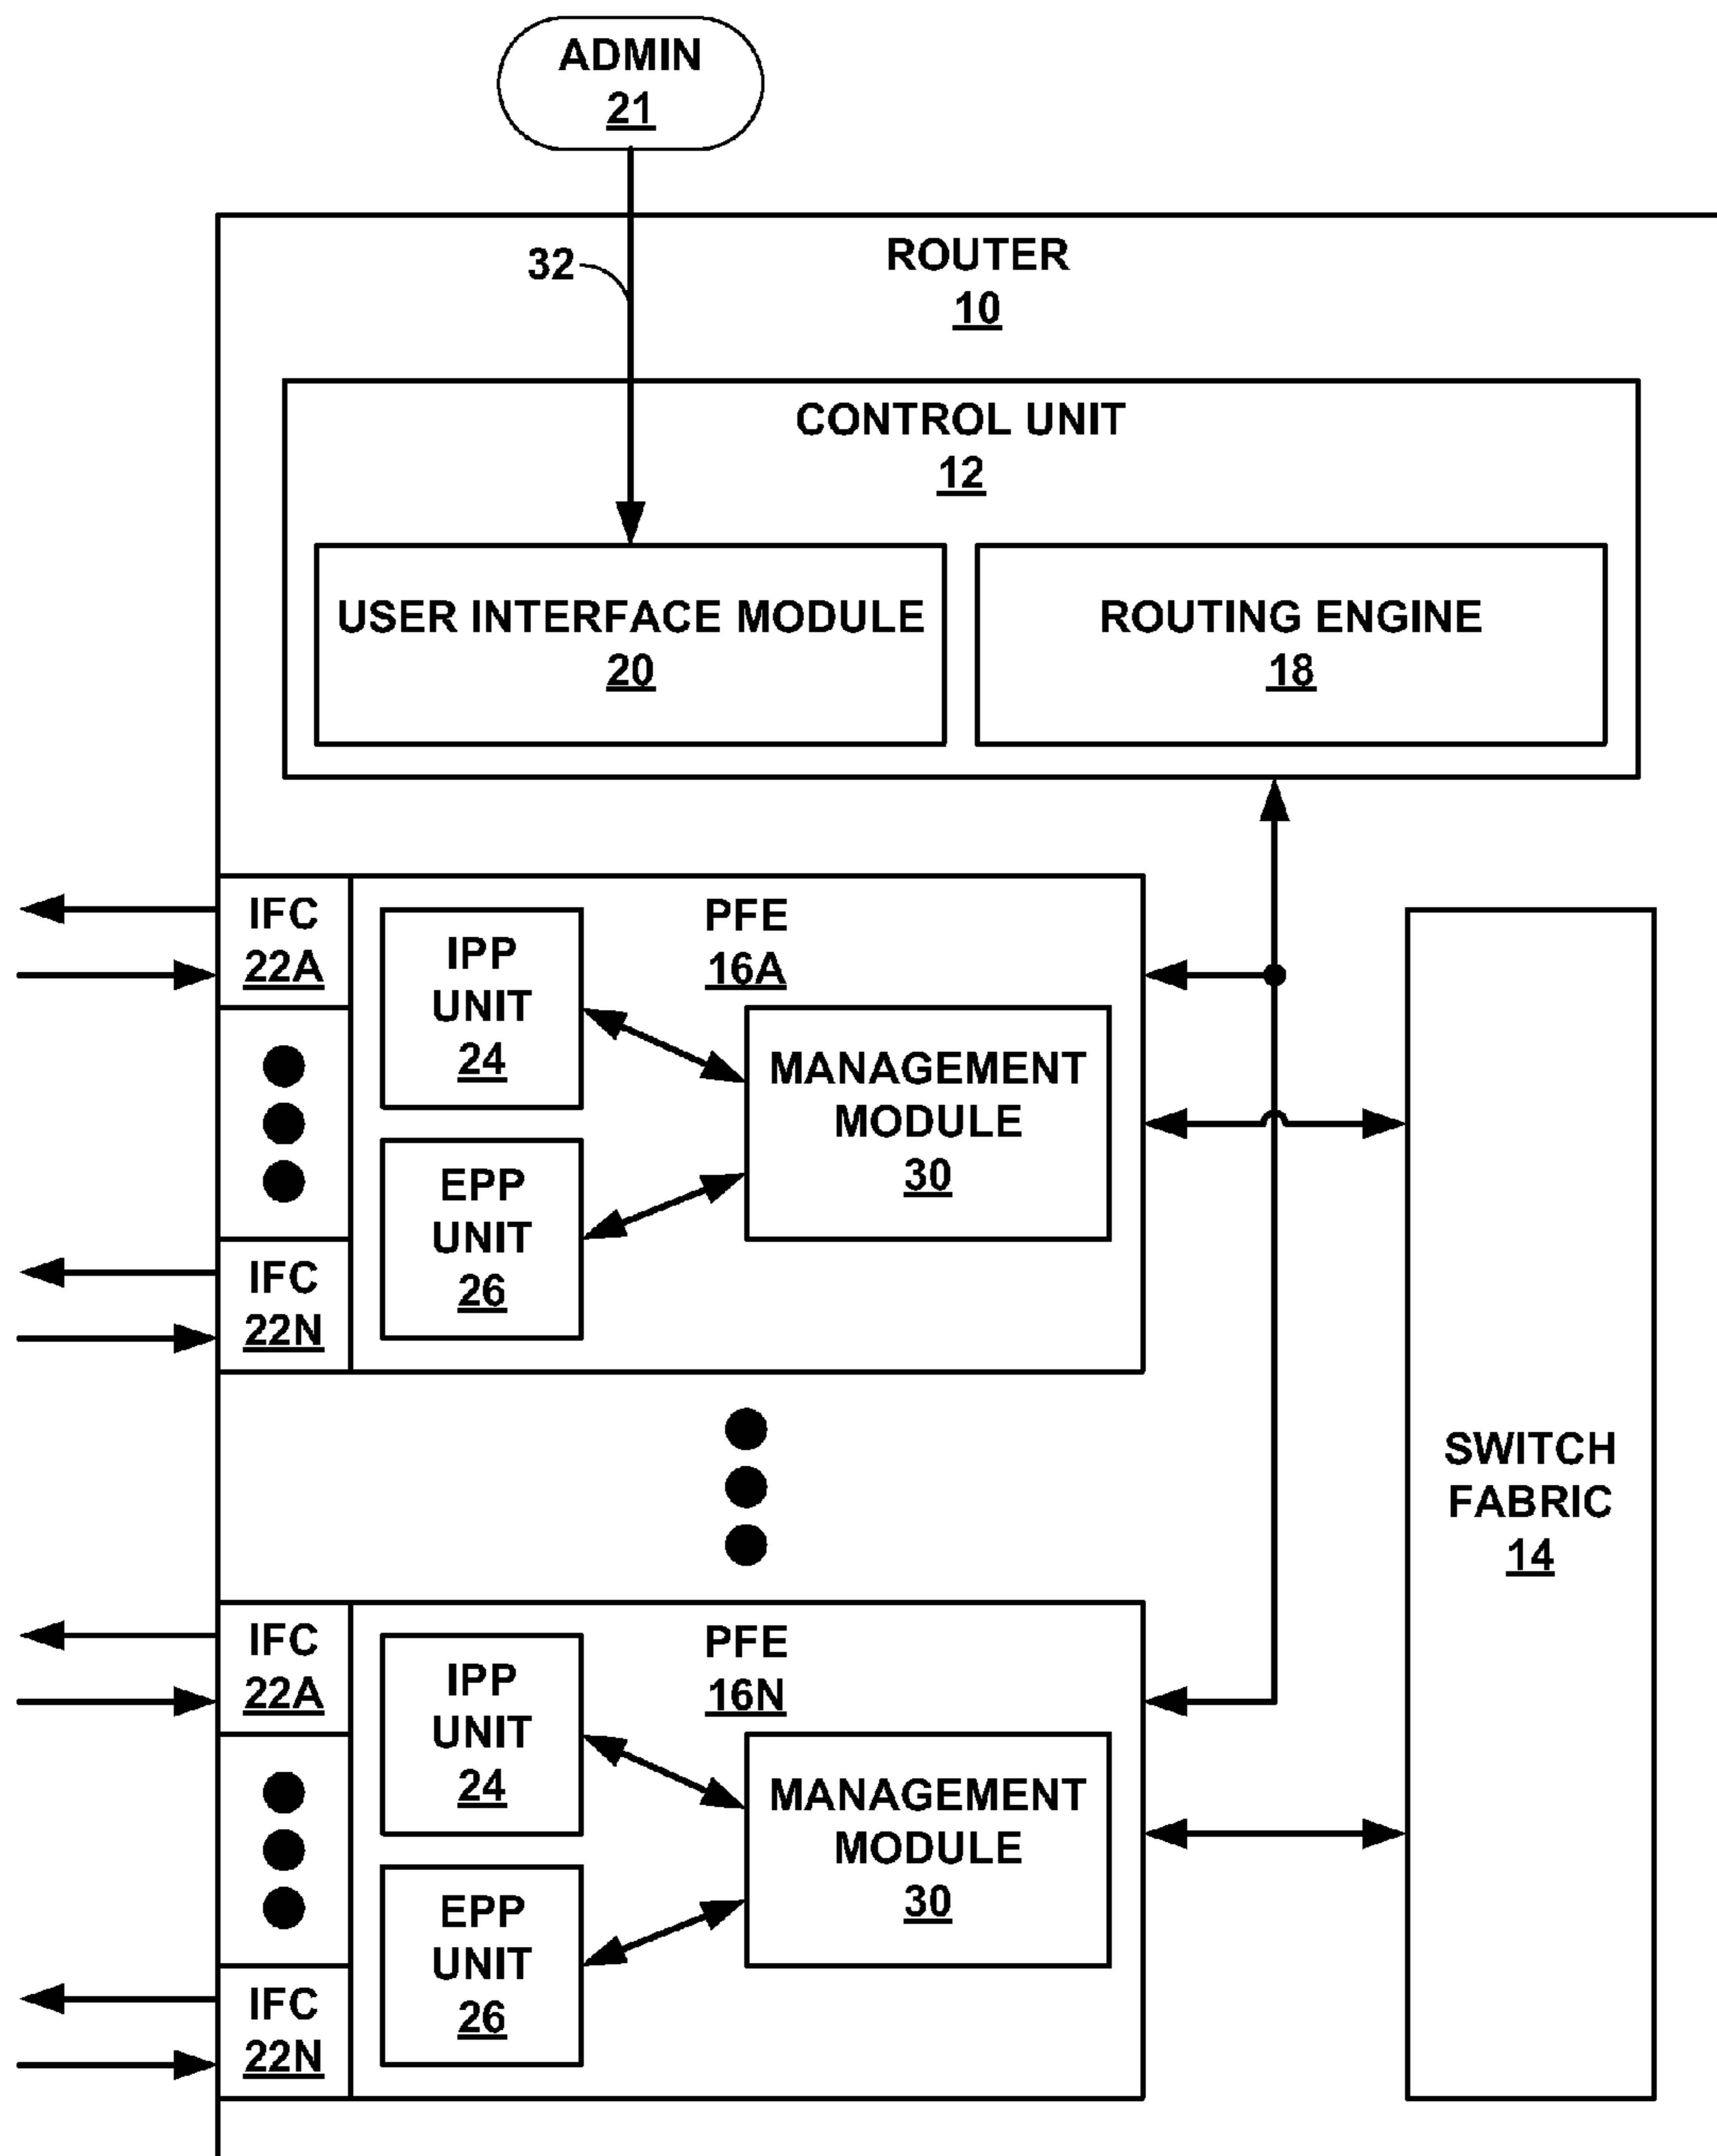 ADMIN
21
32
ROUTER
10
CONTROL UNIT
12
USER INTERFACE MODULE
20
ROUTING ENGINE
18
IFC
22A
IFC
22N
IPP
UNIT
24
EPP
UNIT
26
PFE
16A
MANAGEMENT
MODULE
30
SWITCH
FABRIC
14
IFC
22A
IFC
22N
IPP
UNIT
24
EPP
UNIT
26
PFE
16N
MANAGEMENT
MODULE
30